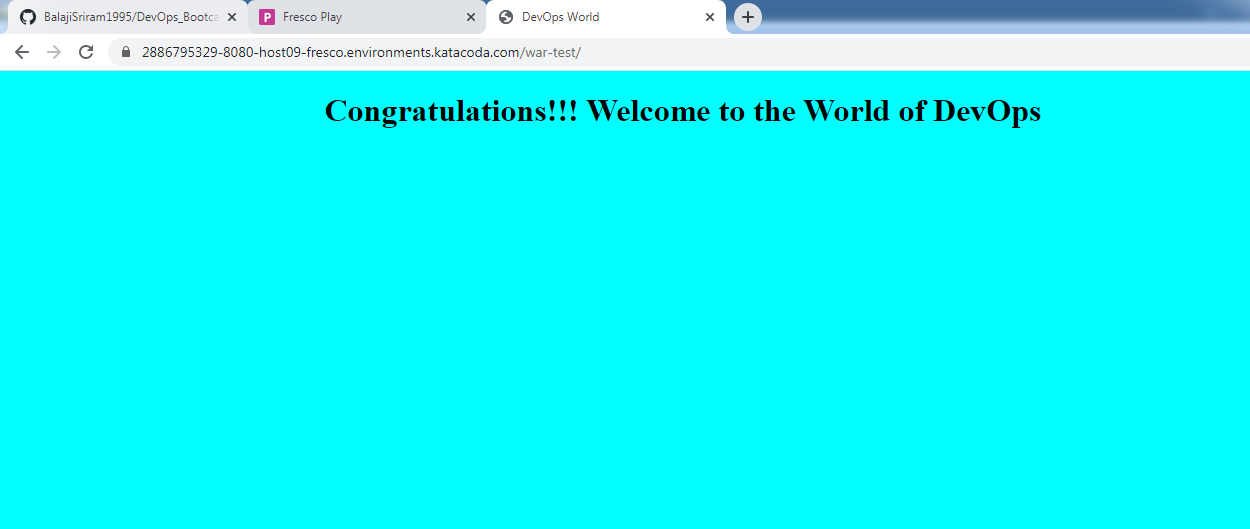 BalajiSriram1995/DevOps_Bootca
Fresco Play
DevOps World
2886795329-8080-host09-fresco.environments.katacoda.com/war-test/
Congratulations!!! Welcome to the World of DevOps